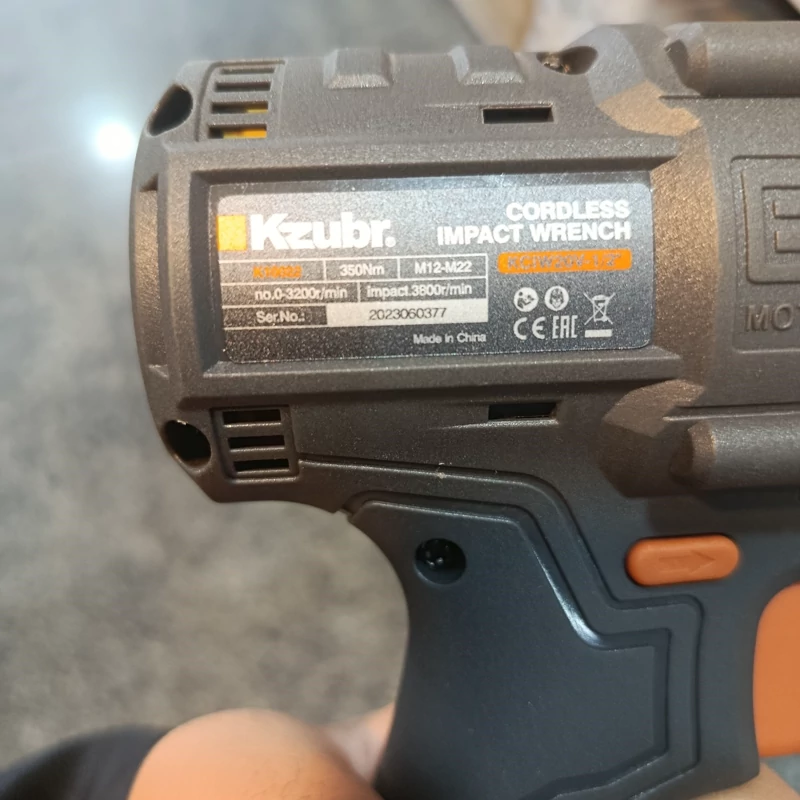 Kzubr.
CORDLESS
IMPACT WRENCH
350Nm M12-M22
no.0-3200r/min impact.3800r/min
Ser.No.: 2023060377
Made in China
CE EAC
MO